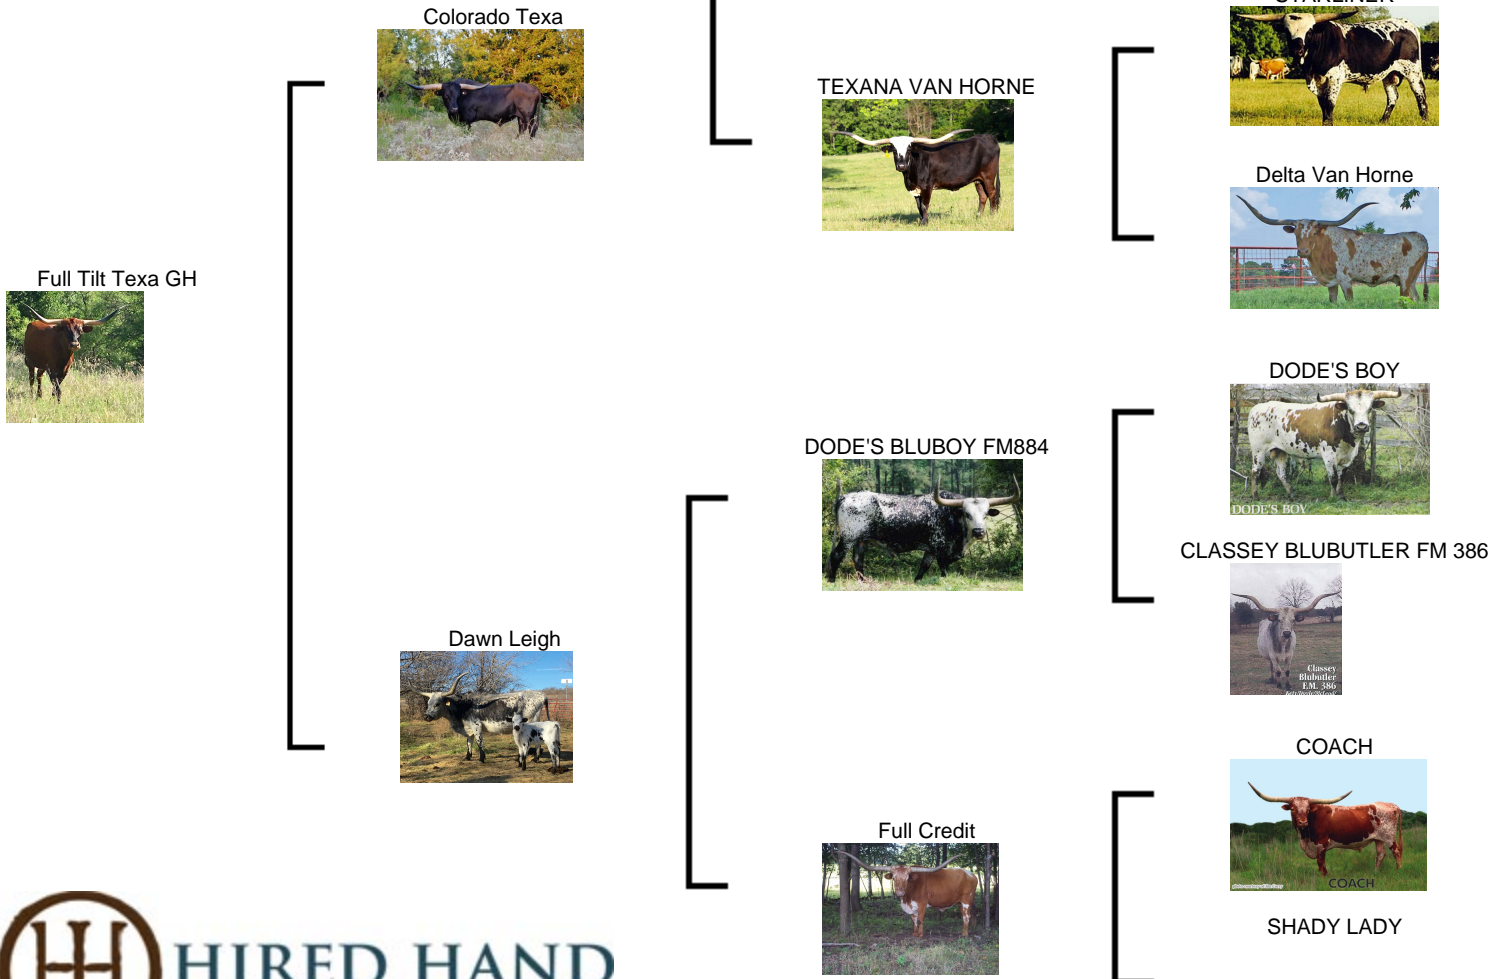 Colorado Texa
TEXANA VAN HORNE
Delta Van Horne
Full Tilt Texa GH
DODE'S BOY
DODE'S BOY
DODE'S BLUBOY FM884
CLASSEY BLUBUTLER FM 386
Classey
Blubutler
F.M. 386
Dawn Leigh
COACH
COACH
Full Credit
SHADY LADY
HIRED HAND